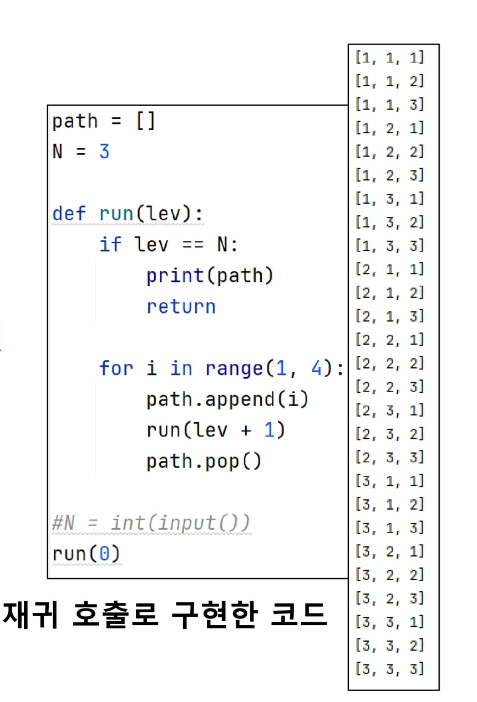 path = []
N = 3
def run(lev):
    if lev == N:
        print(path)
        return
    for i in range(1, 4):
        path.append(i)
        run(lev + 1)
        path.pop()
#N = int(input())
run(0)
재귀 호출로 구현한 코드
[1, 1, 1]
[1, 1, 2]
[1, 1, 3]
[1, 2, 1]
[1, 2, 2]
[1, 2, 3]
[1, 3, 1]
[1, 3, 2]
[1, 3, 3]
[2, 1, 1]
[2, 1, 2]
[2, 1, 3]
[2, 2, 1]
[2, 2, 2]
[2, 2, 3]
[2, 3, 1]
[2, 3, 2]
[2, 3, 3]
[3, 1, 1]
[3, 1, 2]
[3, 1, 3]
[3, 2, 1]
[3, 2, 2]
[3, 2, 3]
[3, 3, 1]
[3, 3, 2]
[3, 3, 3]